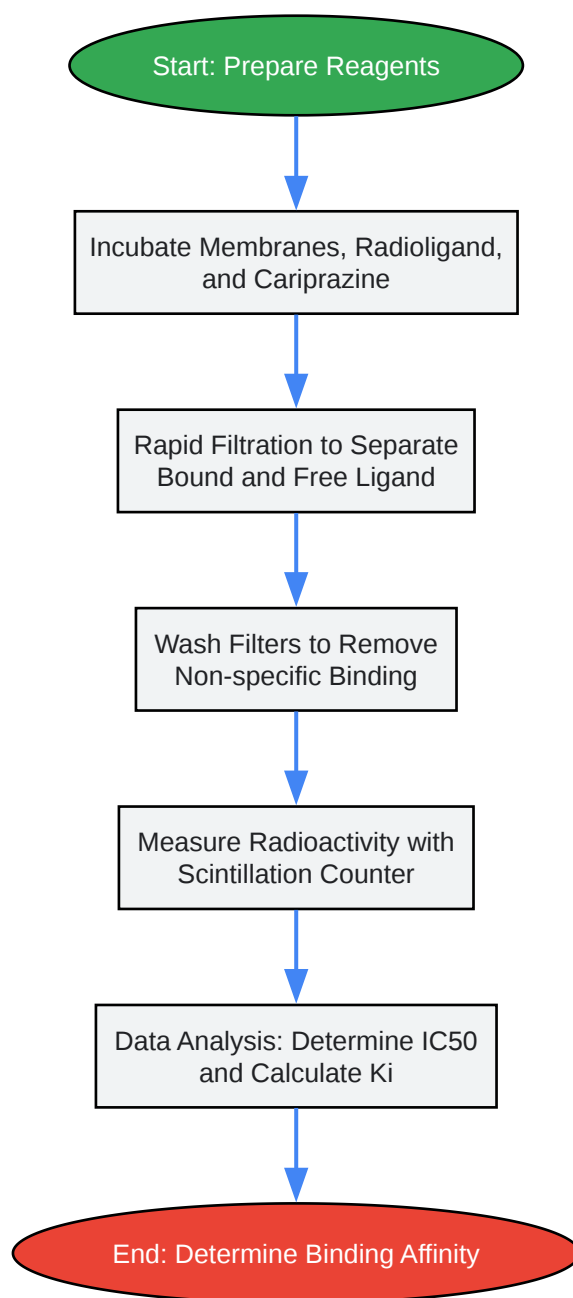 Start: Prepare Reagents
Incubate Membranes, Radioligand,
and Cariprazine
Rapid Filtration to Separate
Bound and Free Ligand
Wash Filters to Remove
Non-specific Binding
Measure Radioactivity with
Scintillation Counter
Data Analysis: Determine IC50
and Calculate Ki
End: Determine Binding Affinity